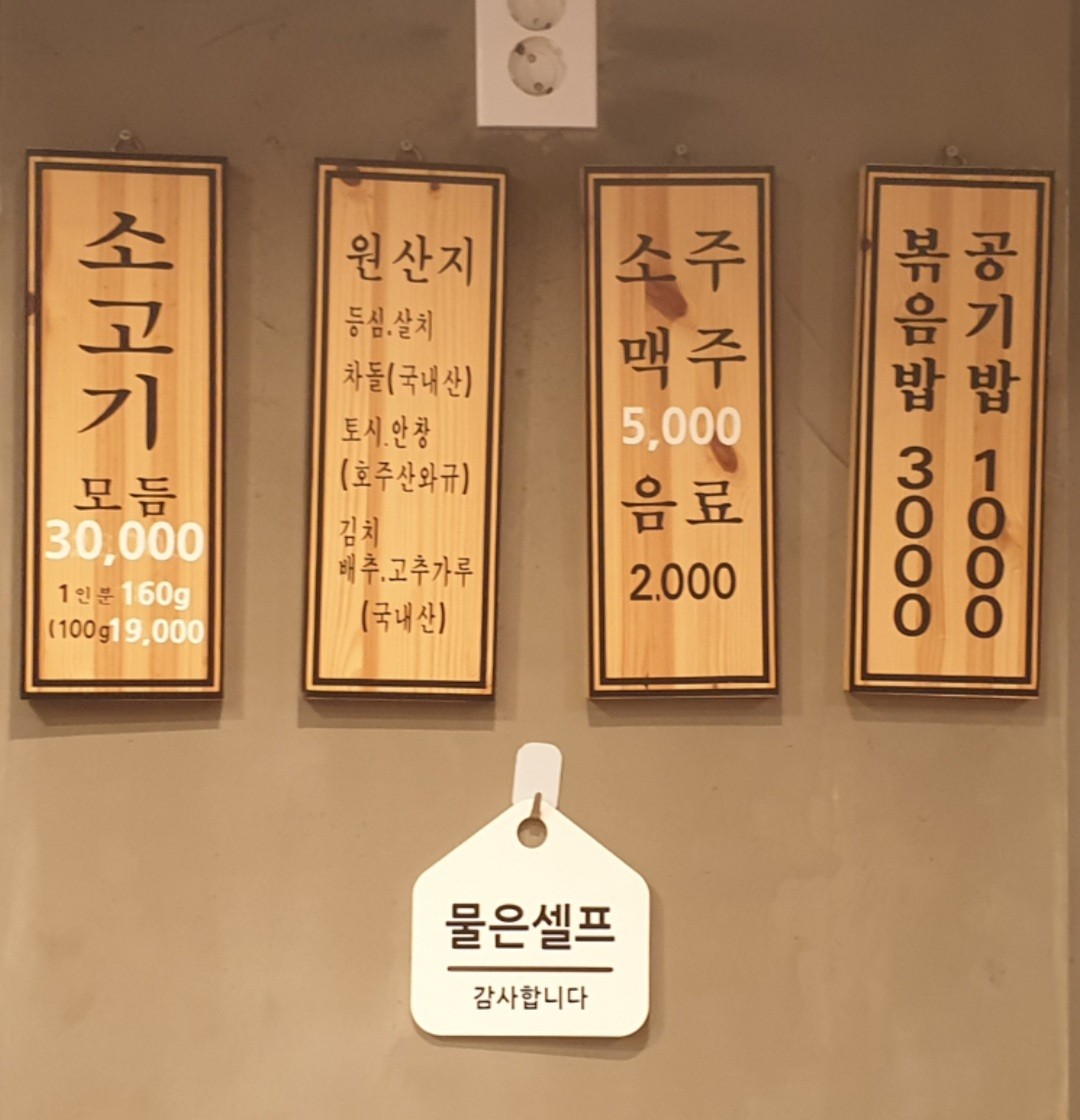 소고기
모듬
30,000
1인분 160g
(100g 19,000
원산지
등심.살치
차돌(국내산)
토시.안창
(호주산와규)
김치
배추.고추가루
(국내산)
소주
맥주
5,000
음료
2,000
볶음밥 3000
공기밥 1000
물은셀프
감사합니다